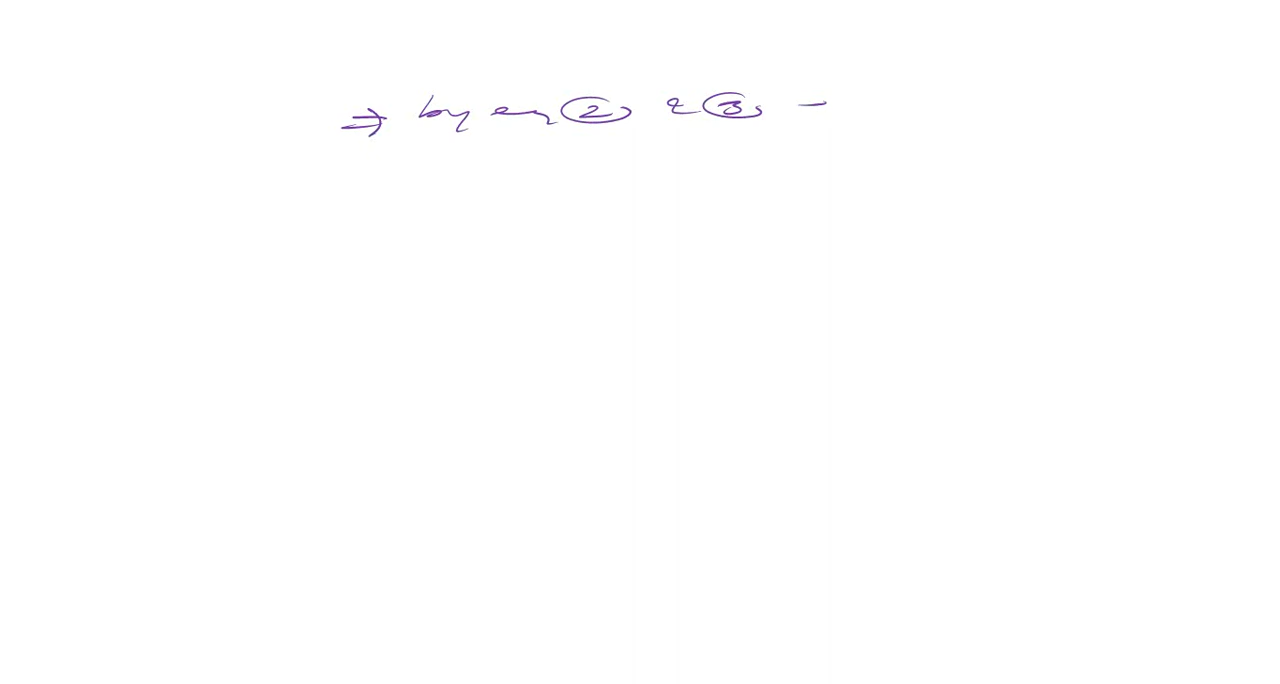 ⇒ by eq ② & ③ -